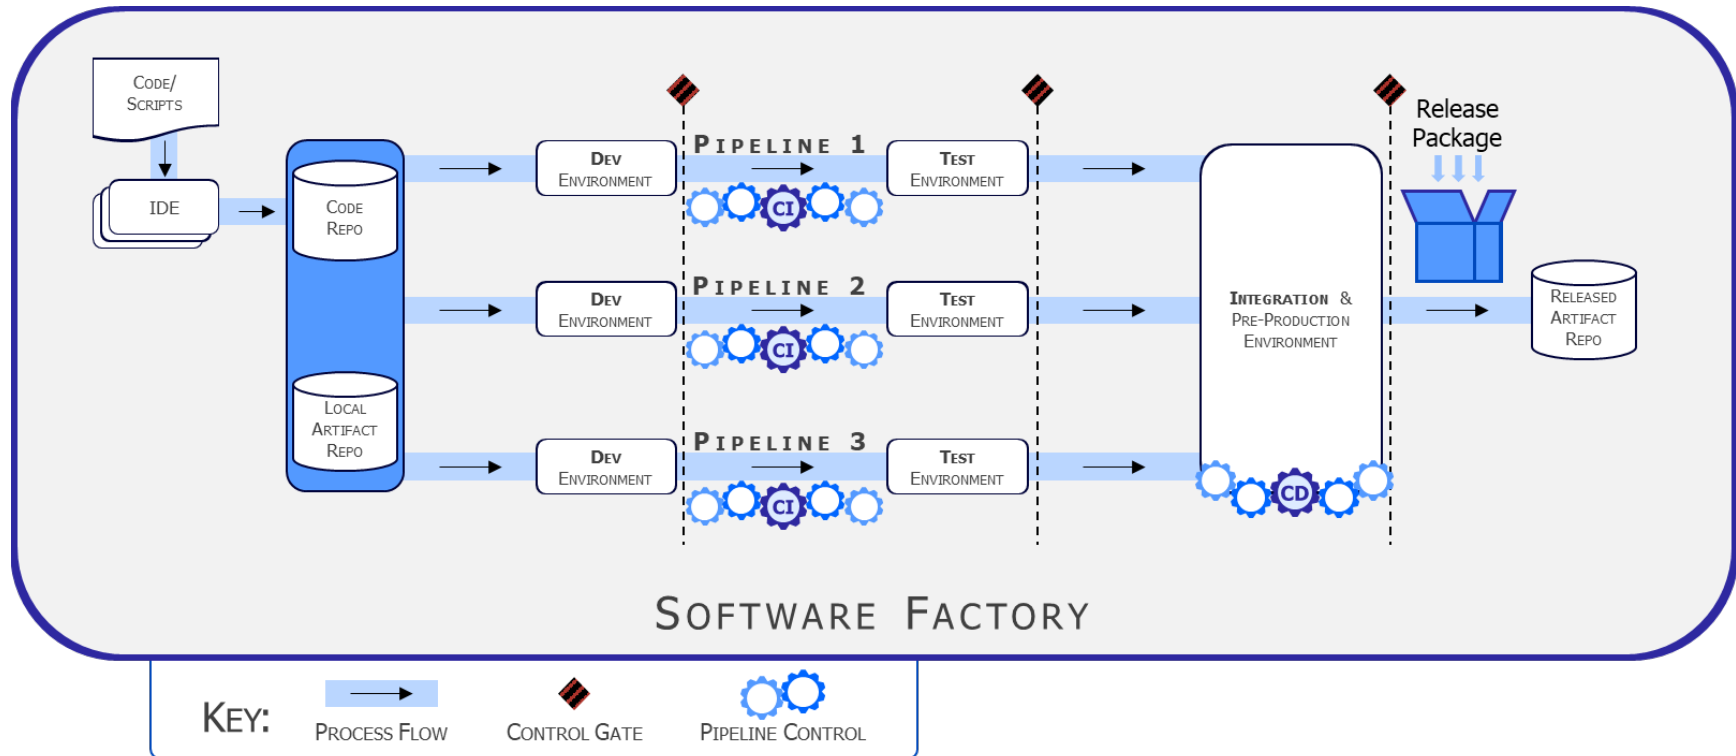 Code/
Scripts
IDE
Code
Repo
Local
Artifact
Repo
Dev
Environment
Pipeline 1
CI
Test
Environment
Dev
Environment
Pipeline 2
CI
Test
Environment
Dev
Environment
Pipeline 3
CI
Test
Environment
Integration &
Pre-Production
Environment
CD
Release
Package
Released
Artifact
Repo
Software Factory
Key:
Process Flow
Control Gate
Pipeline Control